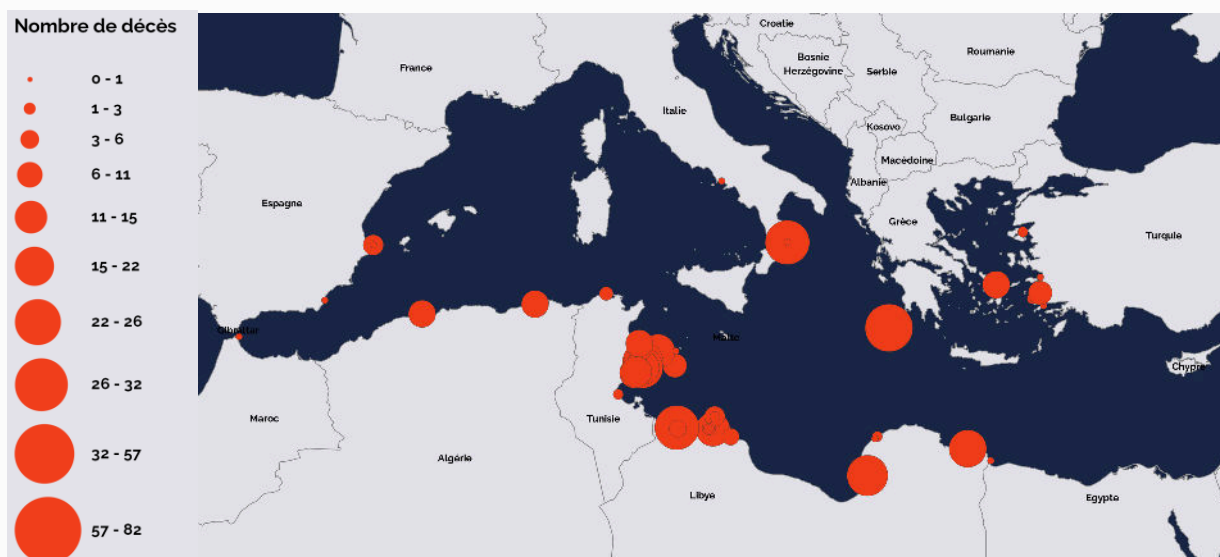 Nombre de décès
0 - 1
1 - 3
3 - 6
6 - 11
11 - 15
15 - 22
22 - 26
26 - 32
32 - 57
57 - 82
Croatie
France
Bosnie
Herzégovine
Serbie
Roumanie
Italie
Kosovo
Bulgarie
Macédoine
Albanie
Espagne
Grèce
Turquie
Gibraltar
Malte
Chypre
Maroc
Tunisie
Algérie
Libye
Egypte